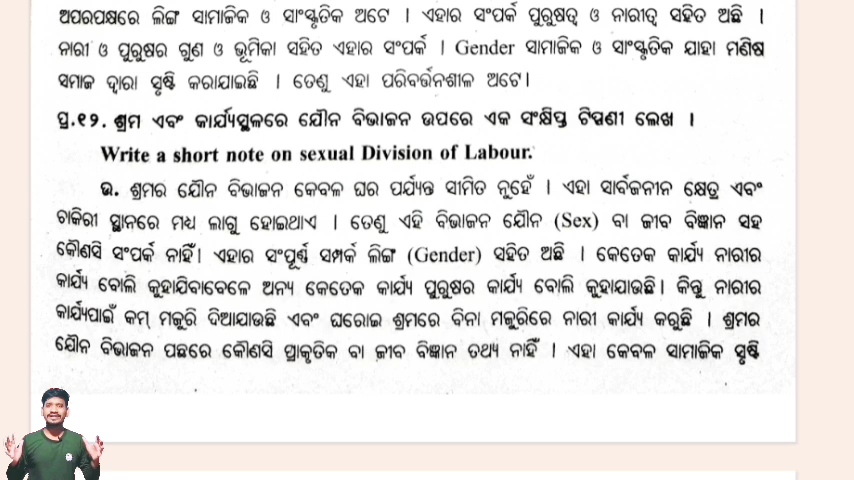 ଅପରପକ୍ଷରେ ଲିଙ୍ଗ ସାମାଜିକ ଓ ସାଂସ୍କୃତିକ ଅଟେ । ଏହାର ସଂପର୍କ ପୁରୁଷତ୍ୱ ଓ ନାରୀତ୍ୱ ସହିତ ଅଛି ।
ନାରୀ ଓ ପୁରୁଷର ଗୁଣ ଓ ଭୂମିକା ସହିତ ଏହାର ସଂପର୍କ । Gender ସାମାଜିକ ଓ ସାଂସ୍କୃତିକ ଯାହା ମଣିଷ
ସମାଜ ଦ୍ୱାରା ସୃଷ୍ଟି କରାଯାଇଛି । ତେଣୁ ଏହା ପରିବର୍ତ୍ତନଶୀଳ ଅଟେ।
ପ୍ର.୧୨. ଶ୍ରମ ଏବଂ କାର୍ଯ୍ୟସ୍ଥଳରେ ଯୌନ ବିଭାଜନ ଉପରେ ଏକ ସଂକ୍ଷିପ୍ତ ଟିପ୍ପଣୀ ଲେଖ ।
Write a short note on sexual Division of Labour.
ଉ. ଶ୍ରମର ଯୌନ ବିଭାଜନ କେବଳ ଘର ପର୍ଯ୍ୟନ୍ତ ସୀମିତ ନୁହେଁ । ଏହା ସାର୍ବଜନୀନ କ୍ଷେତ୍ର ଏବଂ
ଚାକିରୀ ସ୍ଥାନରେ ମଧ୍ୟ ଲାଗୁ ହୋଇଥାଏ । ତେଣୁ ଏହି ବିଭାଜନ ଯୌନ (Sex) ବା ଜୀବ ବିଜ୍ଞାନ ସହ
କୌଣସି ସଂପର୍କ ନାହିଁ। ଏହାର ସଂପୂର୍ଣ୍ଣ ସମ୍ପର୍କ ଲିଙ୍ଗ (Gender) ସହିତ ଅଛି । କେତେକ କାର୍ଯ୍ୟ ନାରୀର
କାର୍ଯ୍ୟ ବୋଲି କୁହାଯିବାବେଳେ ଅନ୍ୟ କେତେକ କାର୍ଯ୍ୟ ପୁରୁଷର କାର୍ଯ୍ୟ ବୋଲି କୁହାଯାଉଛି। କିନ୍ତୁ ନାରୀର
କାର୍ଯ୍ୟପାଇଁ କମ୍ ମଜୁରି ଦିଆଯାଉଛି ଏବଂ ଘରୋଇ ଶ୍ରମରେ ବିନା ମଜୁରିରେ ନାରୀ କାର୍ଯ୍ୟ କରୁଛି । ଶ୍ରମର
ଯୌନ ବିଭାଜନ ପଛରେ କୌଣସି ପ୍ରାକୃତିକ ବା ଜୀବ ବିଜ୍ଞାନ ତଥ୍ୟ ନାହିଁ । ଏହା କେବଳ ସାମାଜିକ ସୃଷ୍ଟି